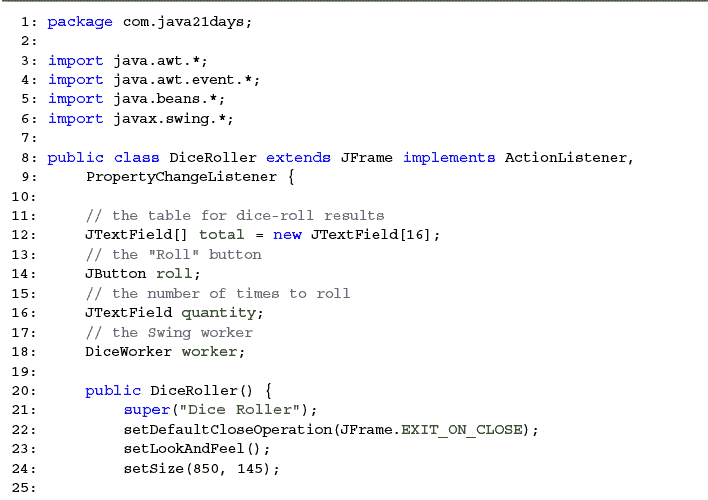 1: package com.java21days;
2:
3: import java.awt.*;
4: import java.awt.event.*;
5: import java.beans.*;
6: import javax.swing.*;
7:
8: public class DiceRoller extends JFrame implements ActionListener,
9:     PropertyChangeListener {
10:
11:     // the table for dice-roll results
12:     JTextField[] total = new JTextField[16];
13:     // the "Roll" button
14:     JButton roll;
15:     // the number of times to roll
16:     JTextField quantity;
17:     // the Swing worker
18:     DiceWorker worker;
19:
20:     public DiceRoller() {
21:         super("Dice Roller");
22:         setDefaultCloseOperation(JFrame.EXIT_ON_CLOSE);
23:         setLookAndFeel();
24:         setSize(850, 145);
25: